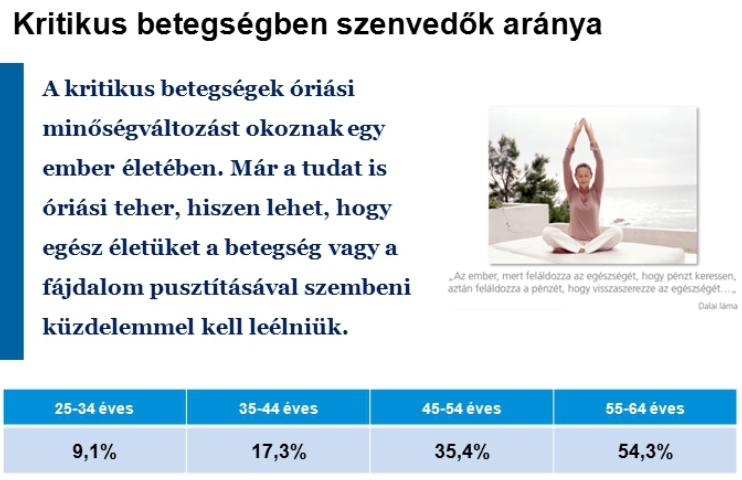 Kritikus betegségben szenvedők aránya
A kritikus betegségek óriási
minőségváltozást okoznak egy
ember életében. Már a tudat is
óriási teher, hiszen lehet, hogy
egész életüket a betegség vagy a
fájdalom pusztításával szembeni
küzdelemmel kell leélniük.
„Az ember, mert feláldozza az egészségét, hogy pénzt keressen,
aztán feláldozza a pénzét, hogy visszaszerezze az egészségét…„
Dalai láma
25-34 éves 35-44 éves 45-54 éves 55-64 éves
9,1% 17,3% 35,4% 54,3%